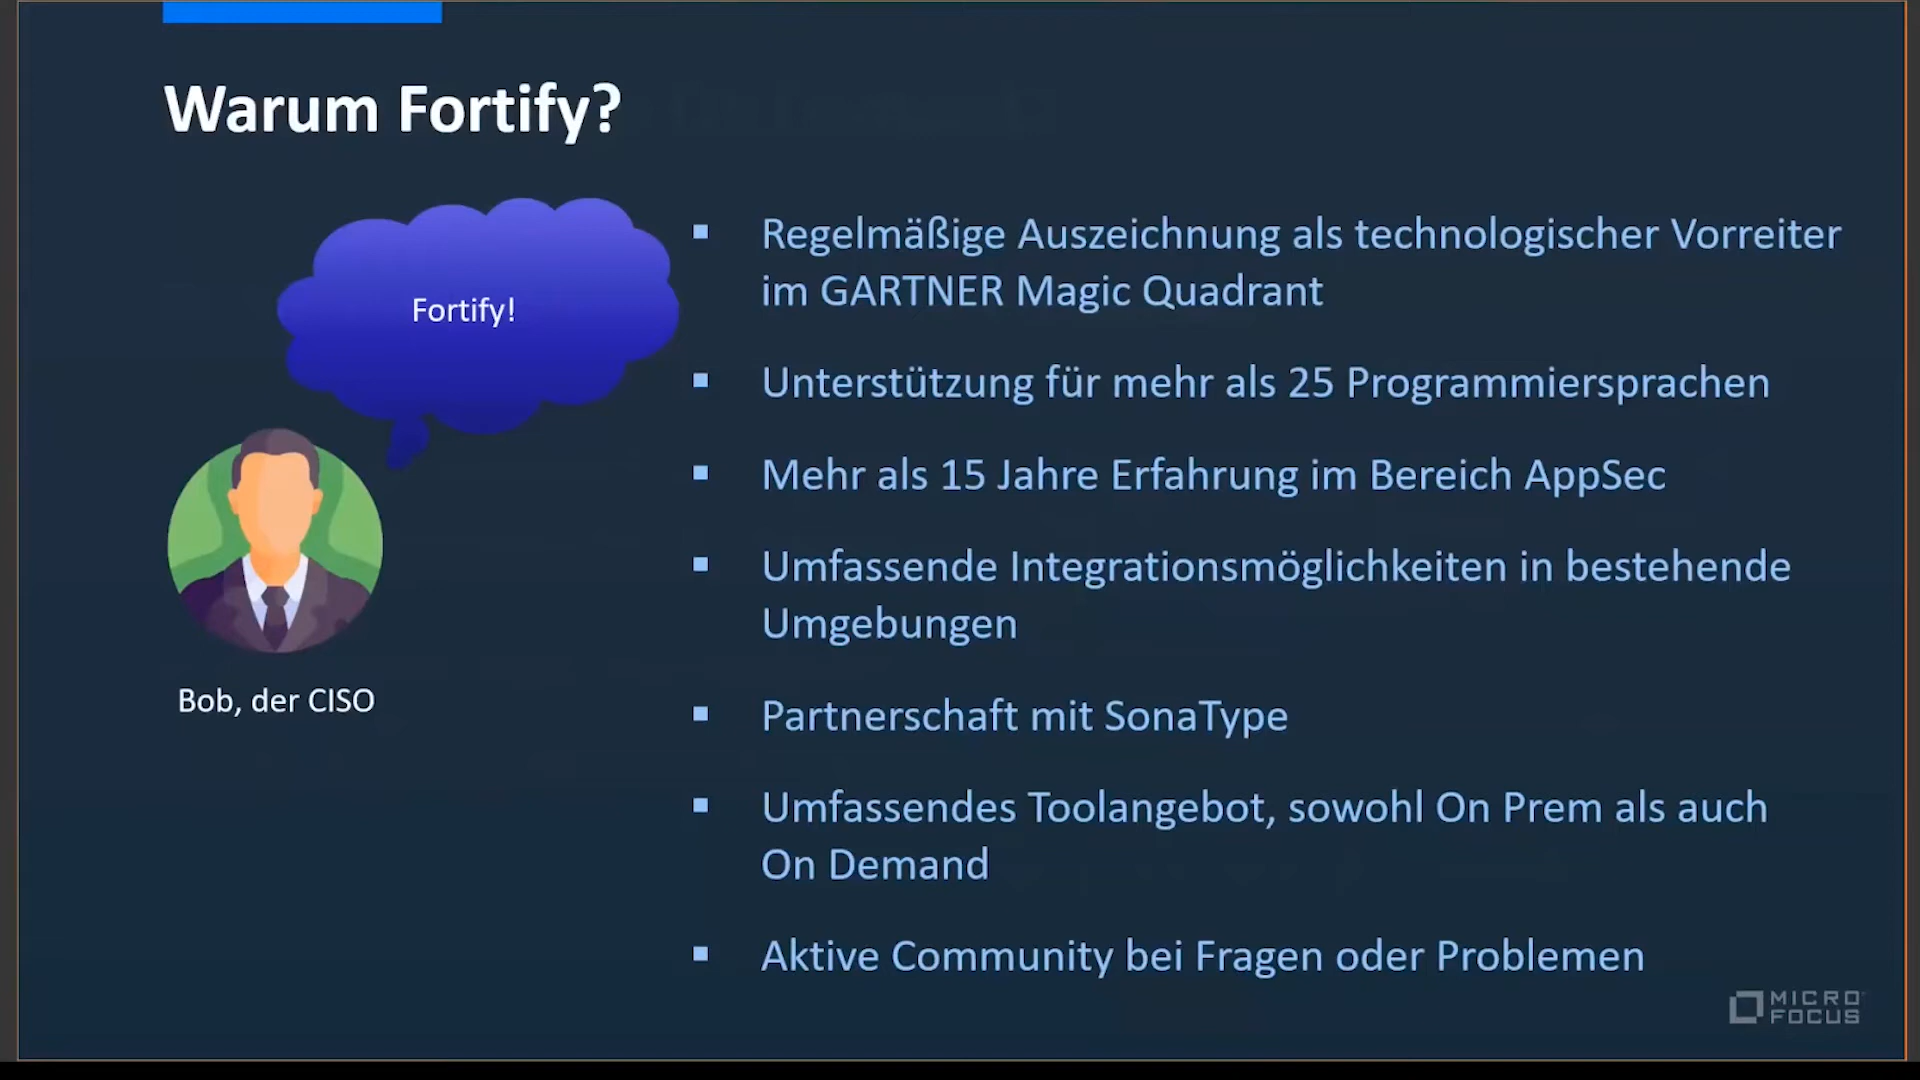 Warum Fortify?
Fortify!
Bob, der CISO
Regelmäßige Auszeichnung als technologischer Vorreiter
im GARTNER Magic Quadrant
Unterstützung für mehr als 25 Programmiersprachen
Mehr als 15 Jahre Erfahrung im Bereich AppSec
Umfassende Integrationsmöglichkeiten in bestehende
Umgebungen
Partnerschaft mit SonaType
Umfassendes Toolangebot, sowohl On Prem als auch
On Demand
Aktive Community bei Fragen oder Problemen
MICRO
FOCUS